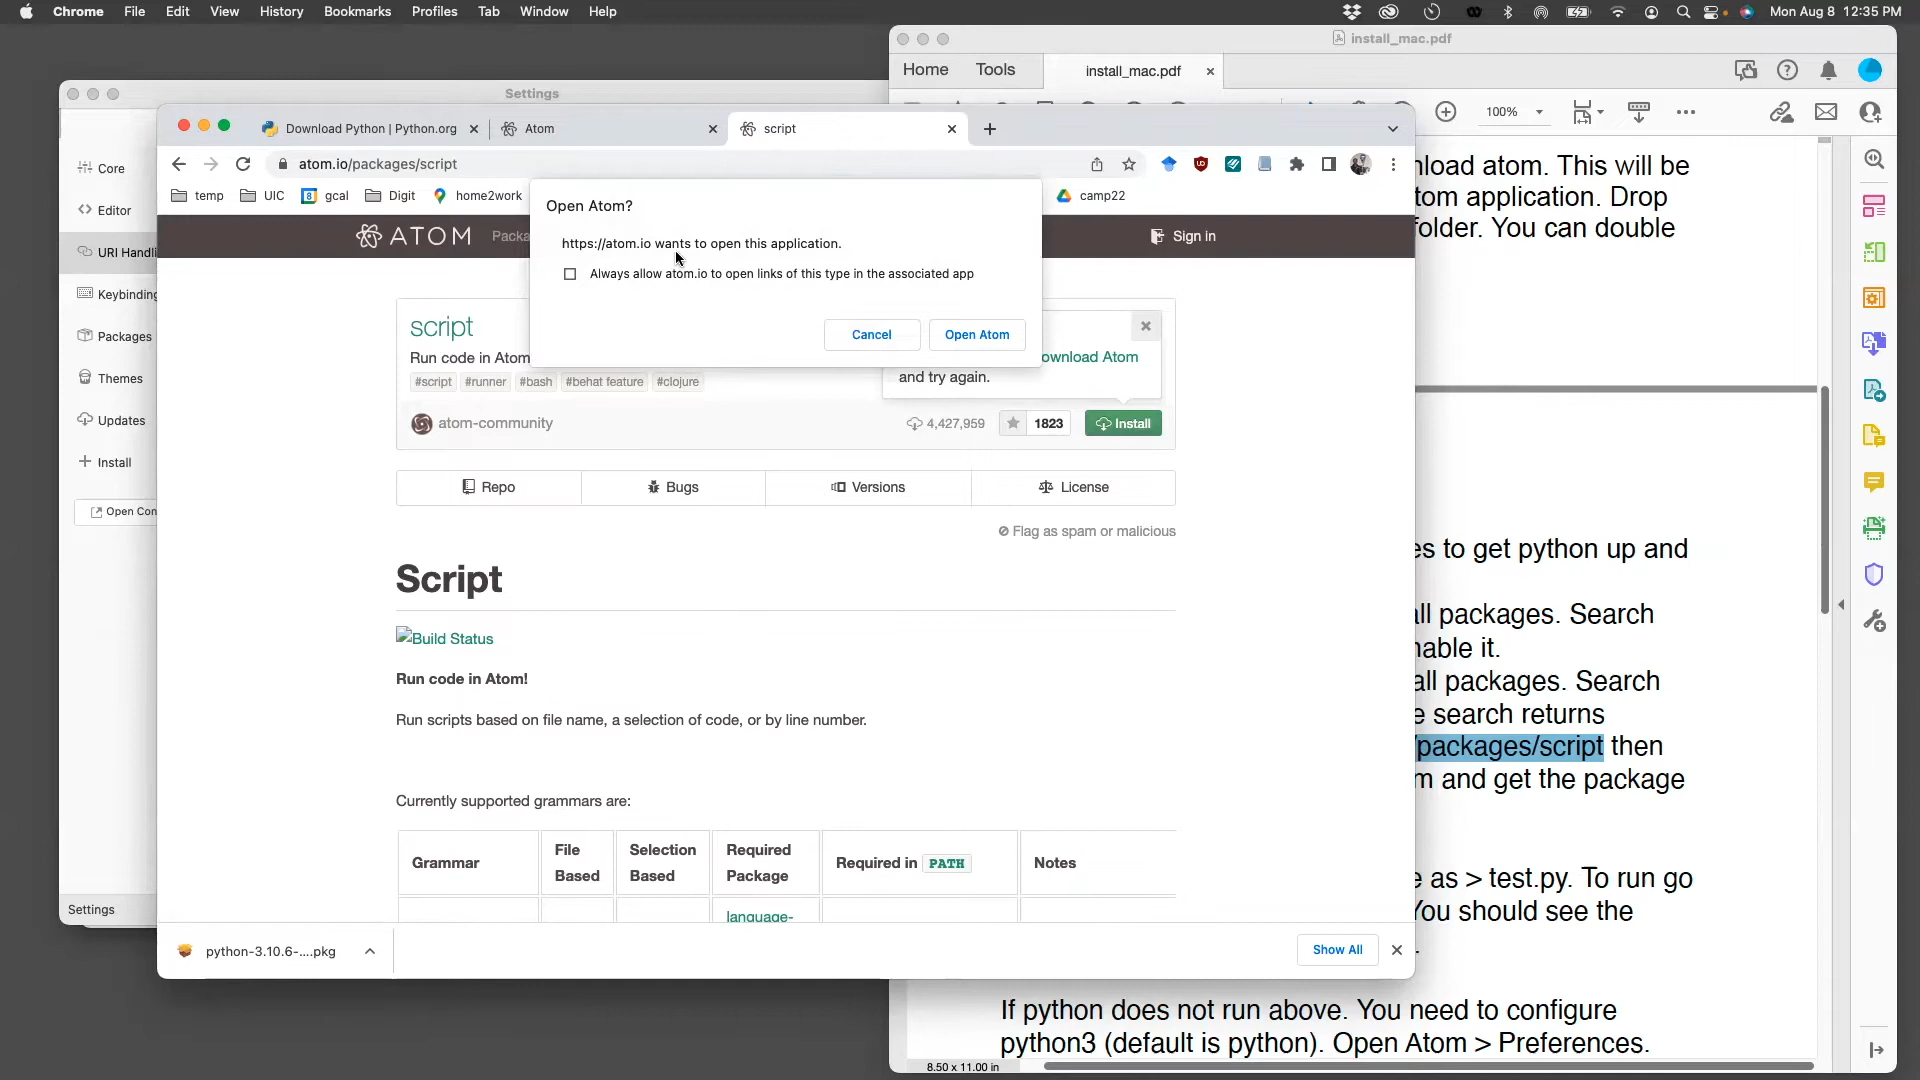 Chrome File Edit View History Bookmarks Profiles Tab Window Help
Mon Aug 8 12:35 PM
install_mac.pdf
Home Tools install_mac.pdf
100%
Settings
Core
Editor
URI Handli
Keybinding
Packages
Themes
Updates
Install
Open Con
Settings
Download Python | Python.org
Atom
script
atom.io/packages/script
temp UIC gcal Digit home2work camp22
ATOM Packa Sign in
Open Atom?
https://atom.io wants to open this application.
Always allow atom.io to open links of this type in the associated app
Cancel Open Atom
script
Run code in Atom
#script #runner #bash #behat feature #clojure
ownload Atom
and try again.
atom-community 4,427,959 1823 Install
Repo Bugs Versions License
Flag as spam or malicious
Script
Build Status
Run code in Atom!
Run scripts based on file name, a selection of code, or by line number.
Currently supported grammars are:
Grammar File Based Selection Based Required Package Required in PATH Notes
language-
python-3.10.6-....pkg
Show All
nload atom. This will be
tom application. Drop
folder. You can double
es to get python up and
all packages. Search
nable it.
all packages. Search
e search returns
/packages/script then
m and get the package
e as > test.py. To run go
You should see the
If python does not run above. You need to configure
python3 (default is python). Open Atom > Preferences.
8.50 x 11.00 in